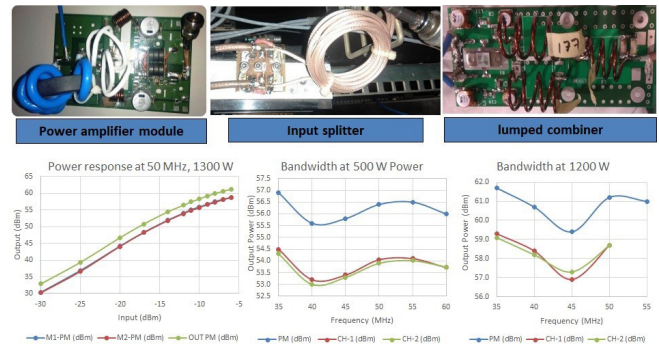 177
Power amplifier module
Input splitter
lumped combiner
Power response at 50 MHz, 1300 W
65
60
55
50
45
40
35
30
Output (dBm)
-30 -25 -20 -15 -10 -5
Input (dBm)
M1-PM (dBm) M2-PM (dBm) OUT PM (dBm)
Bandwidth at 500 W Power
57.5
57.0
56.5
56.0
55.5
55.0
54.5
54.0
53.5
53.0
52.5
Output Power (dBm)
35 40 45 50 55 60
Frequency (MHz)
PM (dBm) CH-1 (dBm) CH-2 (dBm)
Bandwidth at 1200 W
62.0
61.0
60.0
59.0
58.0
57.0
56.0
Output Power (dBm)
35 40 45 50 55
Frequency (MHz)
PM (dBm) CH-1 (dBm) CH-2 (dBm)